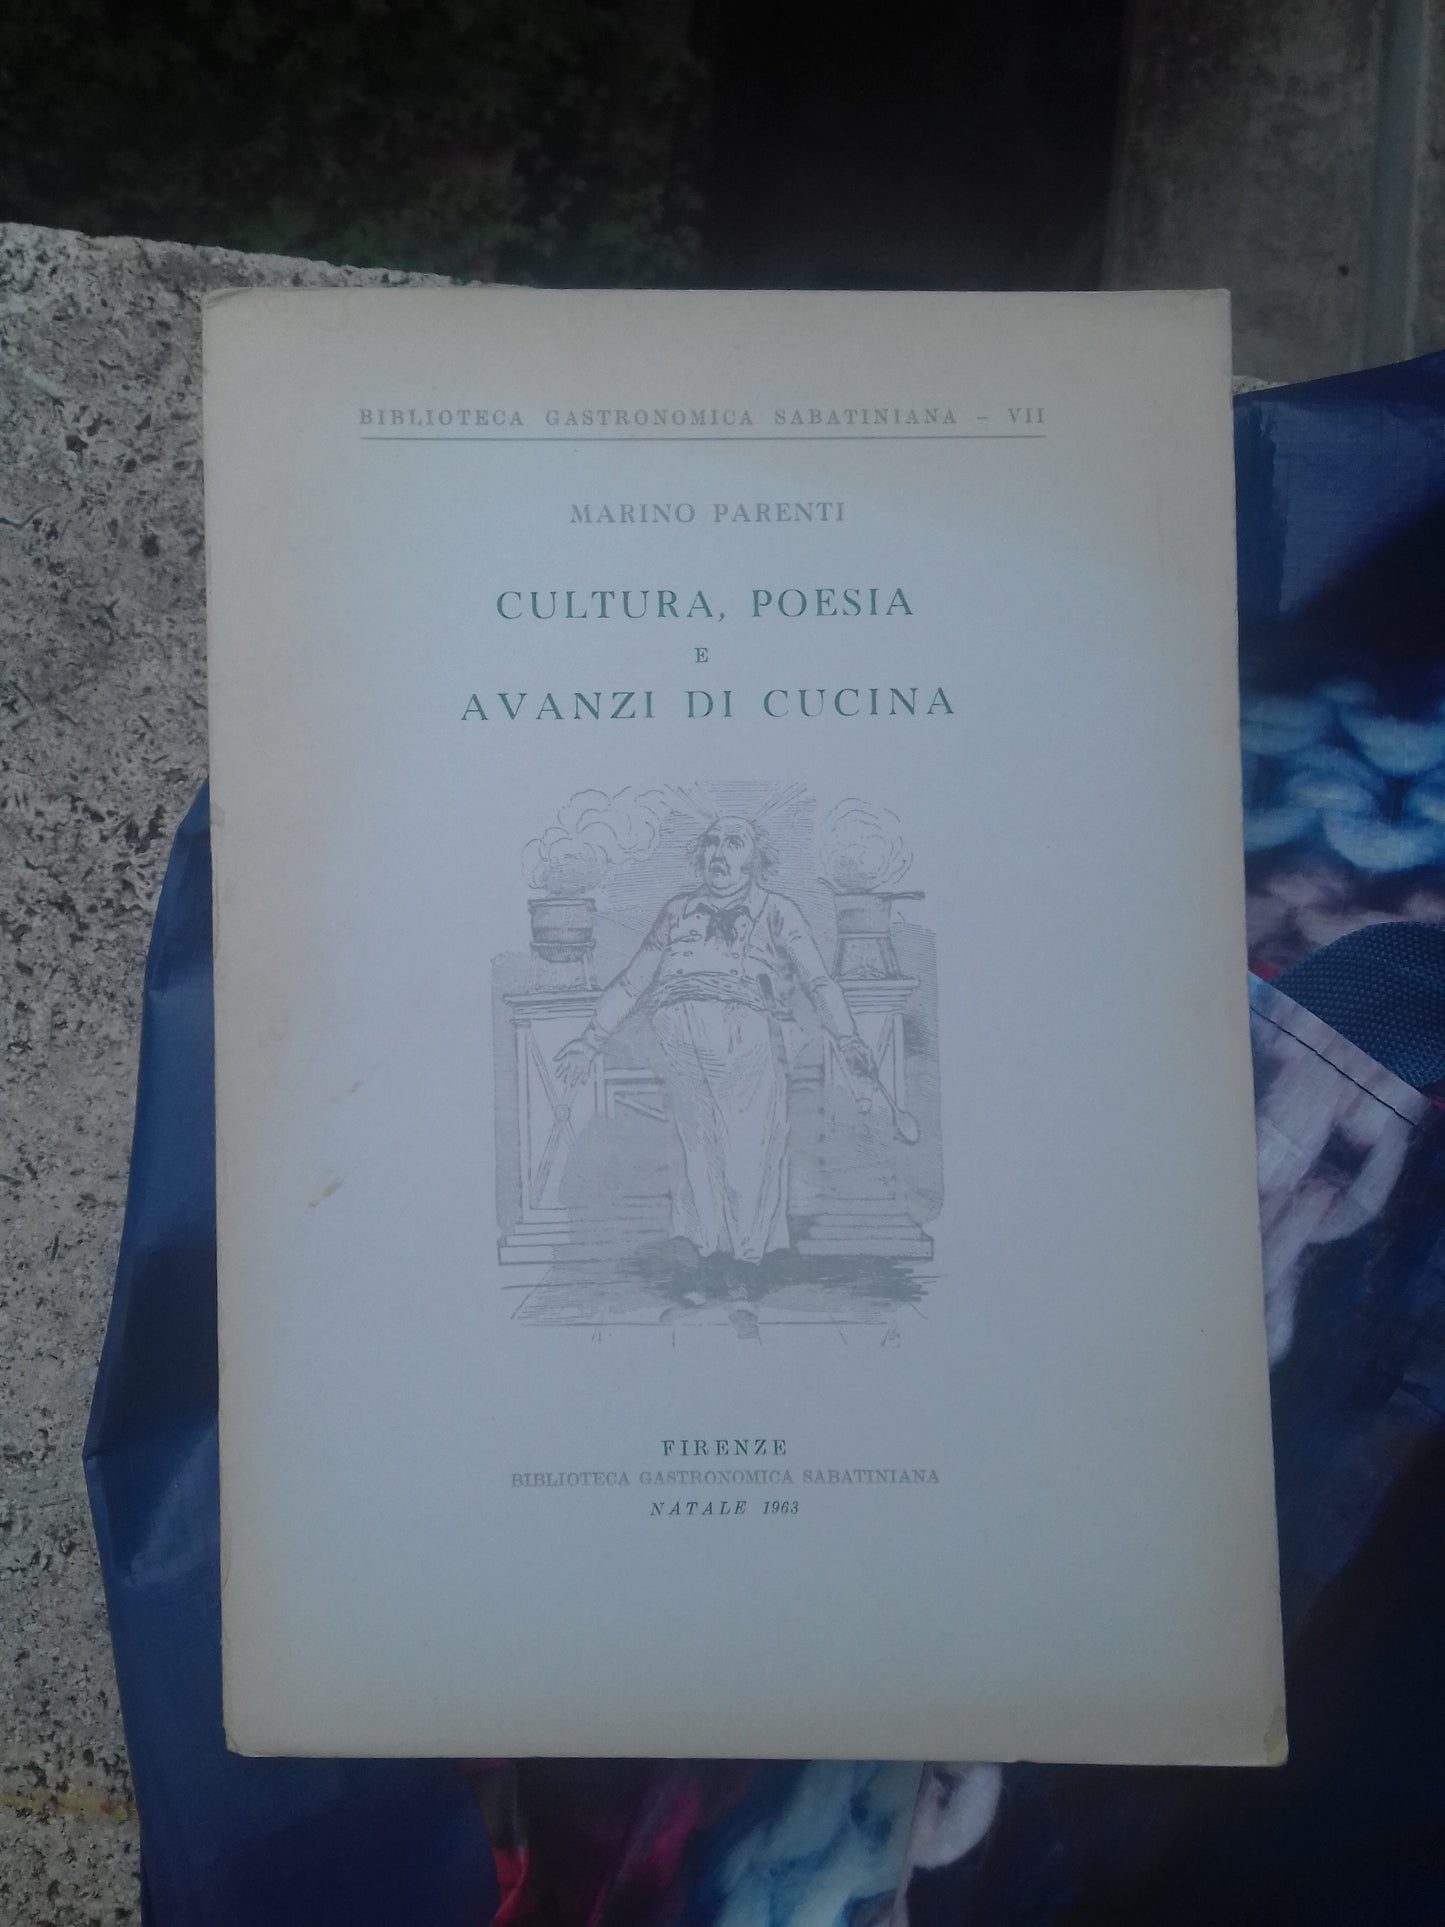 BIBLIOTECA GASTRONOMICA SABATINIANA - VII
MARINO PARENTI
CULTURA, POESIA
E
AVANZI DI CUCINA
FIRENZE
BIBLIOTECA GASTRONOMICA SABATINIANA
NATALE 1963